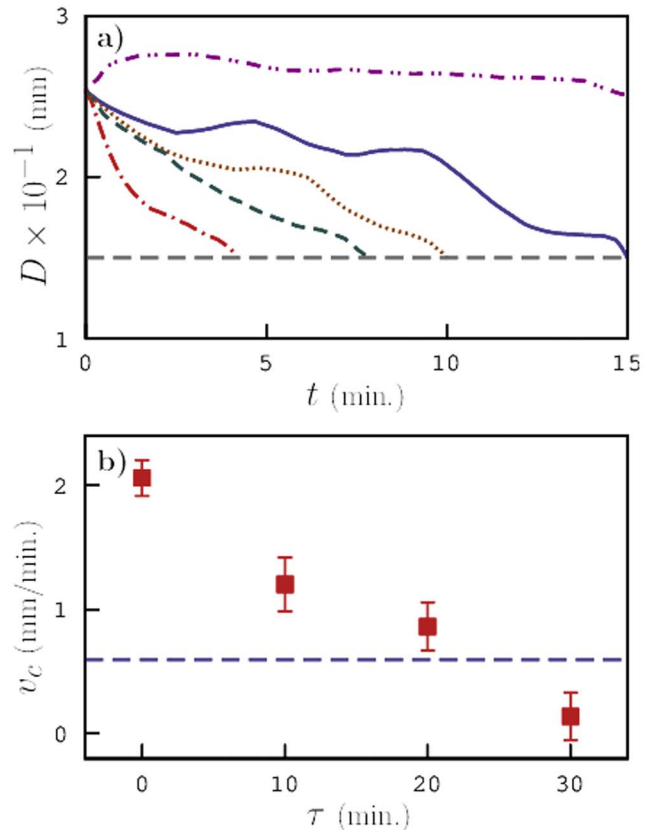 a)
3
2
1
D × 10⁻¹ (mm)
0 5 10 15
t (min.)
b)
2
1
0
v_c (mm/min.)
0 10 20 30
τ (min.)